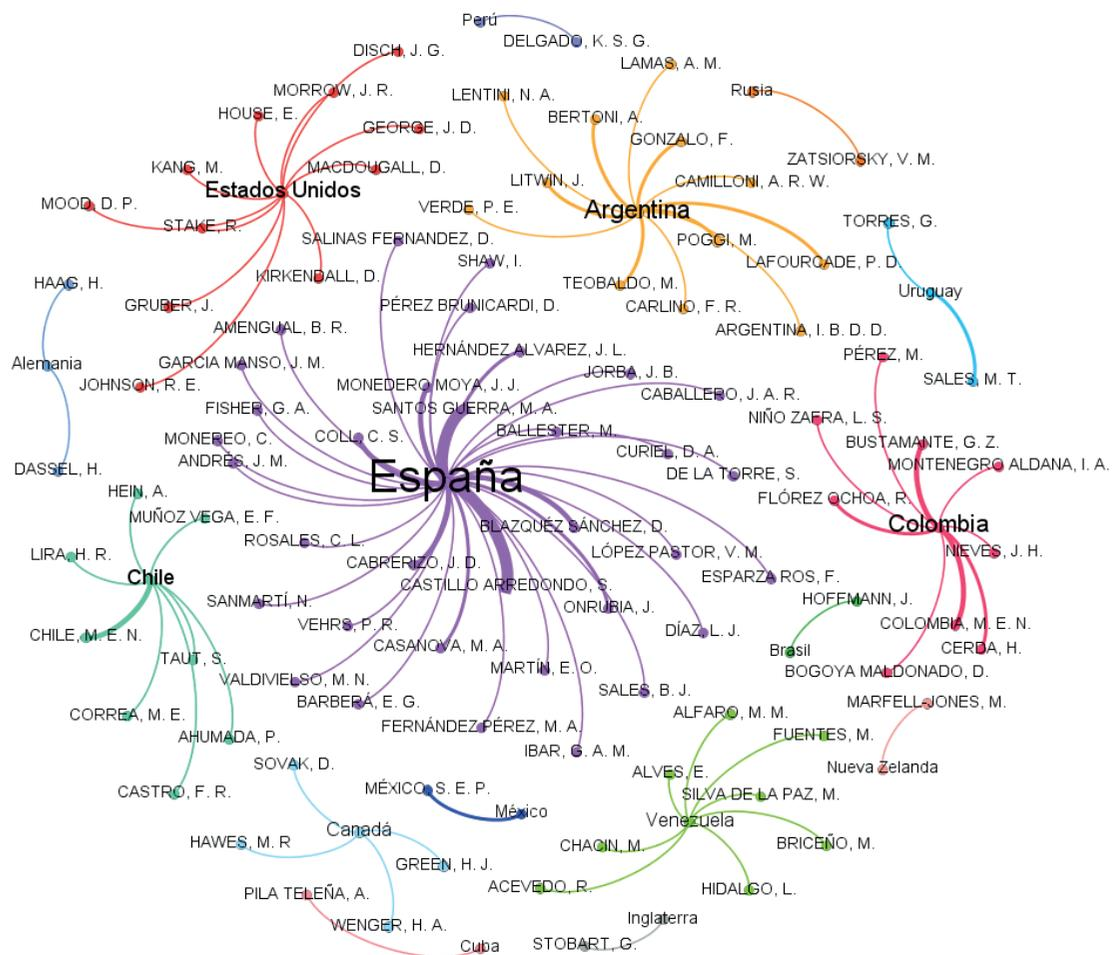 Perú
DELGADO, K. S. G.
DISCH, J. G.
LAMAS, A. M.
MORROW, J. R.
LENTINI, N. A.
Rusia
HOUSE, E.
BERTONI, A.
GEORGE, J. D.
GONZALO, F.
ZATSIORSKY, V. M.
KANG, M.
MACDOUGALL, D.
LITWIN, J.
CAMILLONI, A. R. W.
Estados Unidos
MOOD, D. P.
VERDE, P. E.
Argentina
TORRES, G.
STAKE, R.
SALINAS FERNANDEZ, D.
POGGI, M.
SHAW, I.
LAFOURCADE, P. D.
KIRKENDALL, D.
HAAG, H.
TEOBALDO, M.
Uruguay
GRUBER, J.
PÉREZ BRUNICARDI, D.
CARLINO, F. R.
AMENGUAL, B. R.
ARGENTINA, I. B. D. D.
HERNÁNDEZ ALVAREZ, J. L.
PÉREZ, M.
Alemania
GARCIA MANSO, J. M.
JORBA, J. B.
SALES, M. T.
JOHNSON, R. E.
MONEDERO MOYA, J. J.
CABALLERO, J. A. R.
FISHER, G. A.
SANTOS GUERRA, M. A.
NIÑO ZAFRA, L. S.
MONEREO, C.
COLL, C. S.
BALLESTER, M.
BUSTAMANTE, G. Z.
ANDRÉS, J. M.
CURIEL, D. A.
MONTENEGRO ALDANA, I. A.
DASSEL, H.
España
DE LA TORRE, S.
HEIN, A.
FLÓREZ OCHOA, R.
MUÑOZ VEGA, E. F.
BLAZQUÉZ SÁNCHEZ, D.
Colombia
ROSALES, C. L.
LIRA, H. R.
LÓPEZ PASTOR, V. M.
NIEVES, J. H.
CABRERIZO, J. D.
Chile
CASTILLO ARREDONDO, S.
ESPARZA ROS, F.
SANMARTÍ, N.
ONRUBIA, J.
HOFFMANN, J.
VEHRS, P. R.
DÍAZ, L. J.
COLOMBIA, M. E. N.
CHILE, M. E. N.
CASANOVA, M. A.
Brasil
CERDA, H.
TAUT, S.
MARTÍN, E. O.
BOGOYA MALDONADO, D.
VALDIVIELSO, M. N.
SALES, B. J.
BARBERÁ, E. G.
MARFELL-JONES, M.
CORREA, M. E.
ALFARO, M. M.
FERNÁNDEZ PÉREZ, M. A.
AHUMADA, P.
FUENTES, M.
IBAR, G. A. M.
SOVAK, D.
ALVES, E.
Nueva Zelanda
CASTRO, F. R.
MÉXICO, S. E. P.
SILVA DE LA PAZ, M.
México
Venezuela
Canadá
HAWES, M. R
CHACIN, M.
BRICEÑO, M.
GREEN, H. J.
ACEVEDO, R.
HIDALGO, L.
PILA TELEÑA, A.
Inglaterra
WENGER, H. A.
Cuba
STOBART, G.